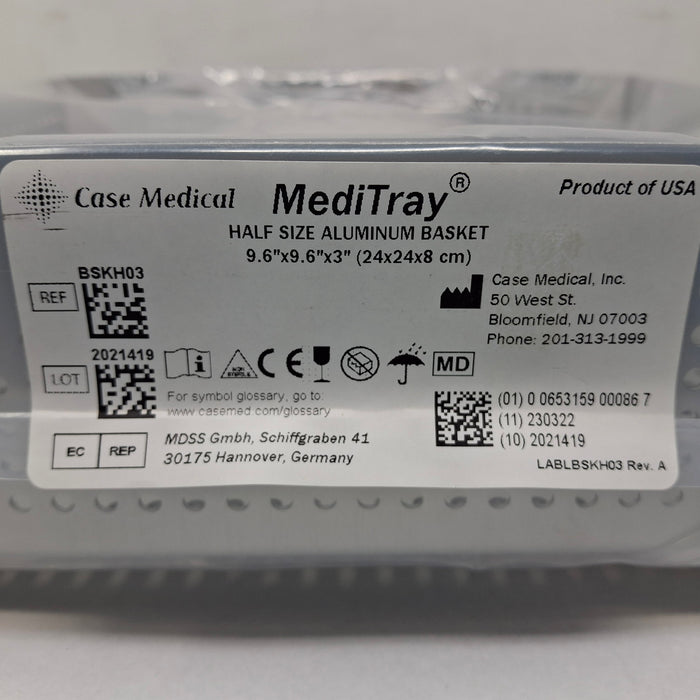 Case Medical MediTray® Product of USA
HALF SIZE ALUMINUM BASKET
9.6"x9.6"x3" (24x24x8 cm)
REF BSKH03
Case Medical, Inc.
50 West St.
Bloomfield, NJ 07003
Phone: 201-313-1999
LOT 2021419
NON STERILE
CE
MD
For symbol glossary, go to:
www.casemed.com/glossary
(01) 0 0653159 00086 7
(11) 230322
(10) 2021419
EC REP
MDSS Gmbh, Schiffgraben 41
30175 Hannover, Germany
LABLBSKH03 Rev. A